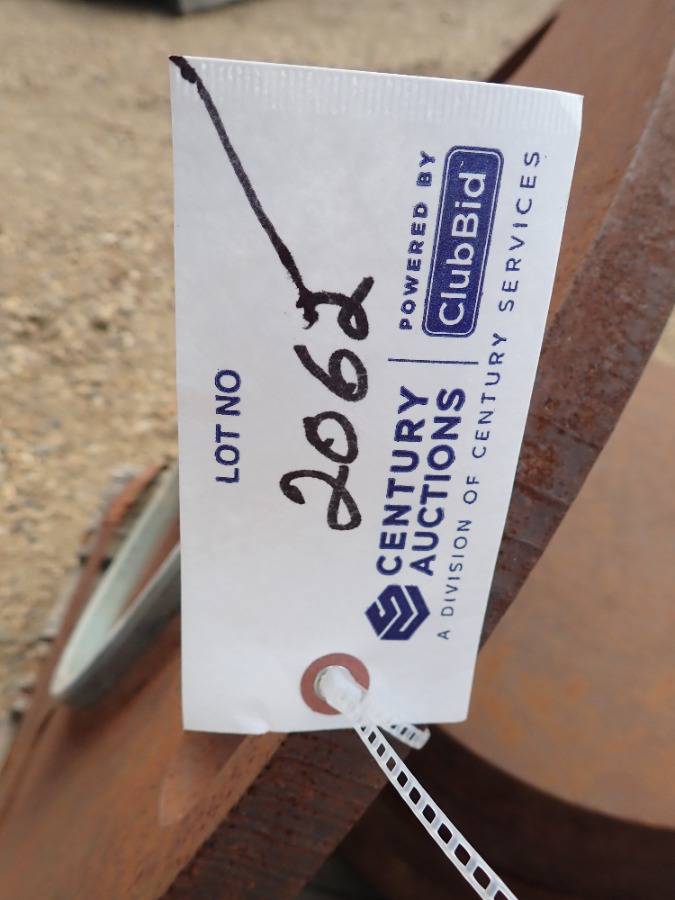 LOT NO
2062
CENTURY
AUCTIONS
POWERED BY
ClubBid
A DIVISION OF CENTURY SERVICES